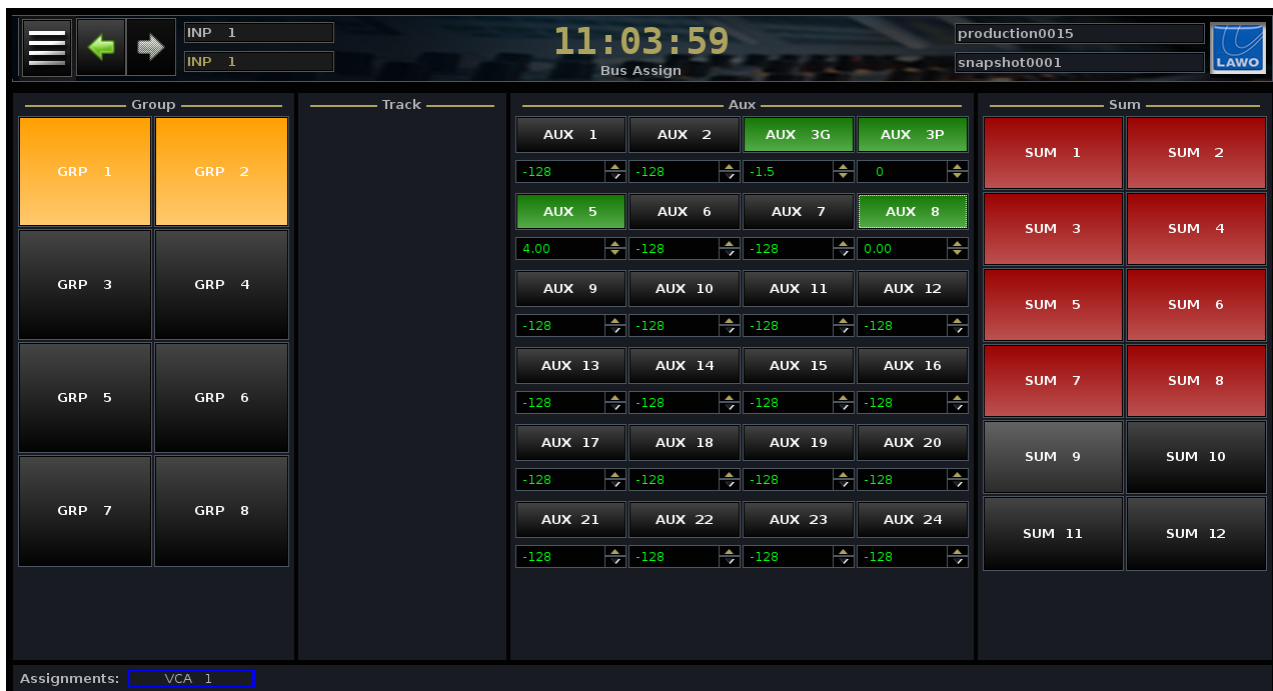 INP 1
INP 1
11:03:59
Bus Assign
production0015
snapshot0001
LAWO
Group
GRP 1 GRP 2
GRP 3 GRP 4
GRP 5 GRP 6
GRP 7 GRP 8
Track
Aux
AUX 1 AUX 2 AUX 3G AUX 3P
-128 -128 -1.5 0
AUX 5 AUX 6 AUX 7 AUX 8
4.00 -128 -128 0.00
AUX 9 AUX 10 AUX 11 AUX 12
-128 -128 -128 -128
AUX 13 AUX 14 AUX 15 AUX 16
-128 -128 -128 -128
AUX 17 AUX 18 AUX 19 AUX 20
-128 -128 -128 -128
AUX 21 AUX 22 AUX 23 AUX 24
-128 -128 -128 -128
Sum
SUM 1 SUM 2
SUM 3 SUM 4
SUM 5 SUM 6
SUM 7 SUM 8
SUM 9 SUM 10
SUM 11 SUM 12
Assignments: VCA 1